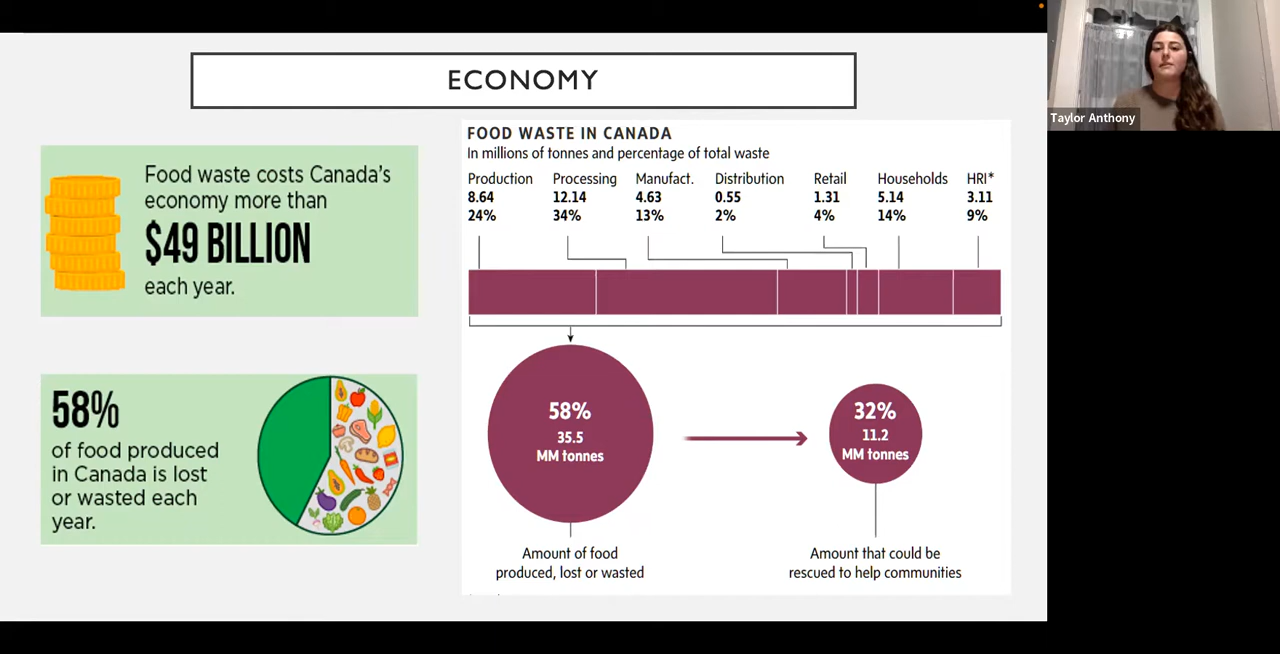 ECONOMY
Food waste costs Canada's
economy more than
$49 BILLION
each year.
58%
of food produced
in Canada is lost
or wasted each
year.
FOOD WASTE IN CANADA
In millions of tonnes and percentage of total waste
Production Processing Manufact. Distribution Retail Households HRI*
8.64 12.14 4.63 0.55 1.31 5.14 3.11
24% 34% 13% 2% 4% 14% 9%
58%
35.5
MM tonnes
32%
11.2
MM tonnes
Amount of food
produced, lost or wasted
Amount that could be
rescued to help communities
Taylor Anthony